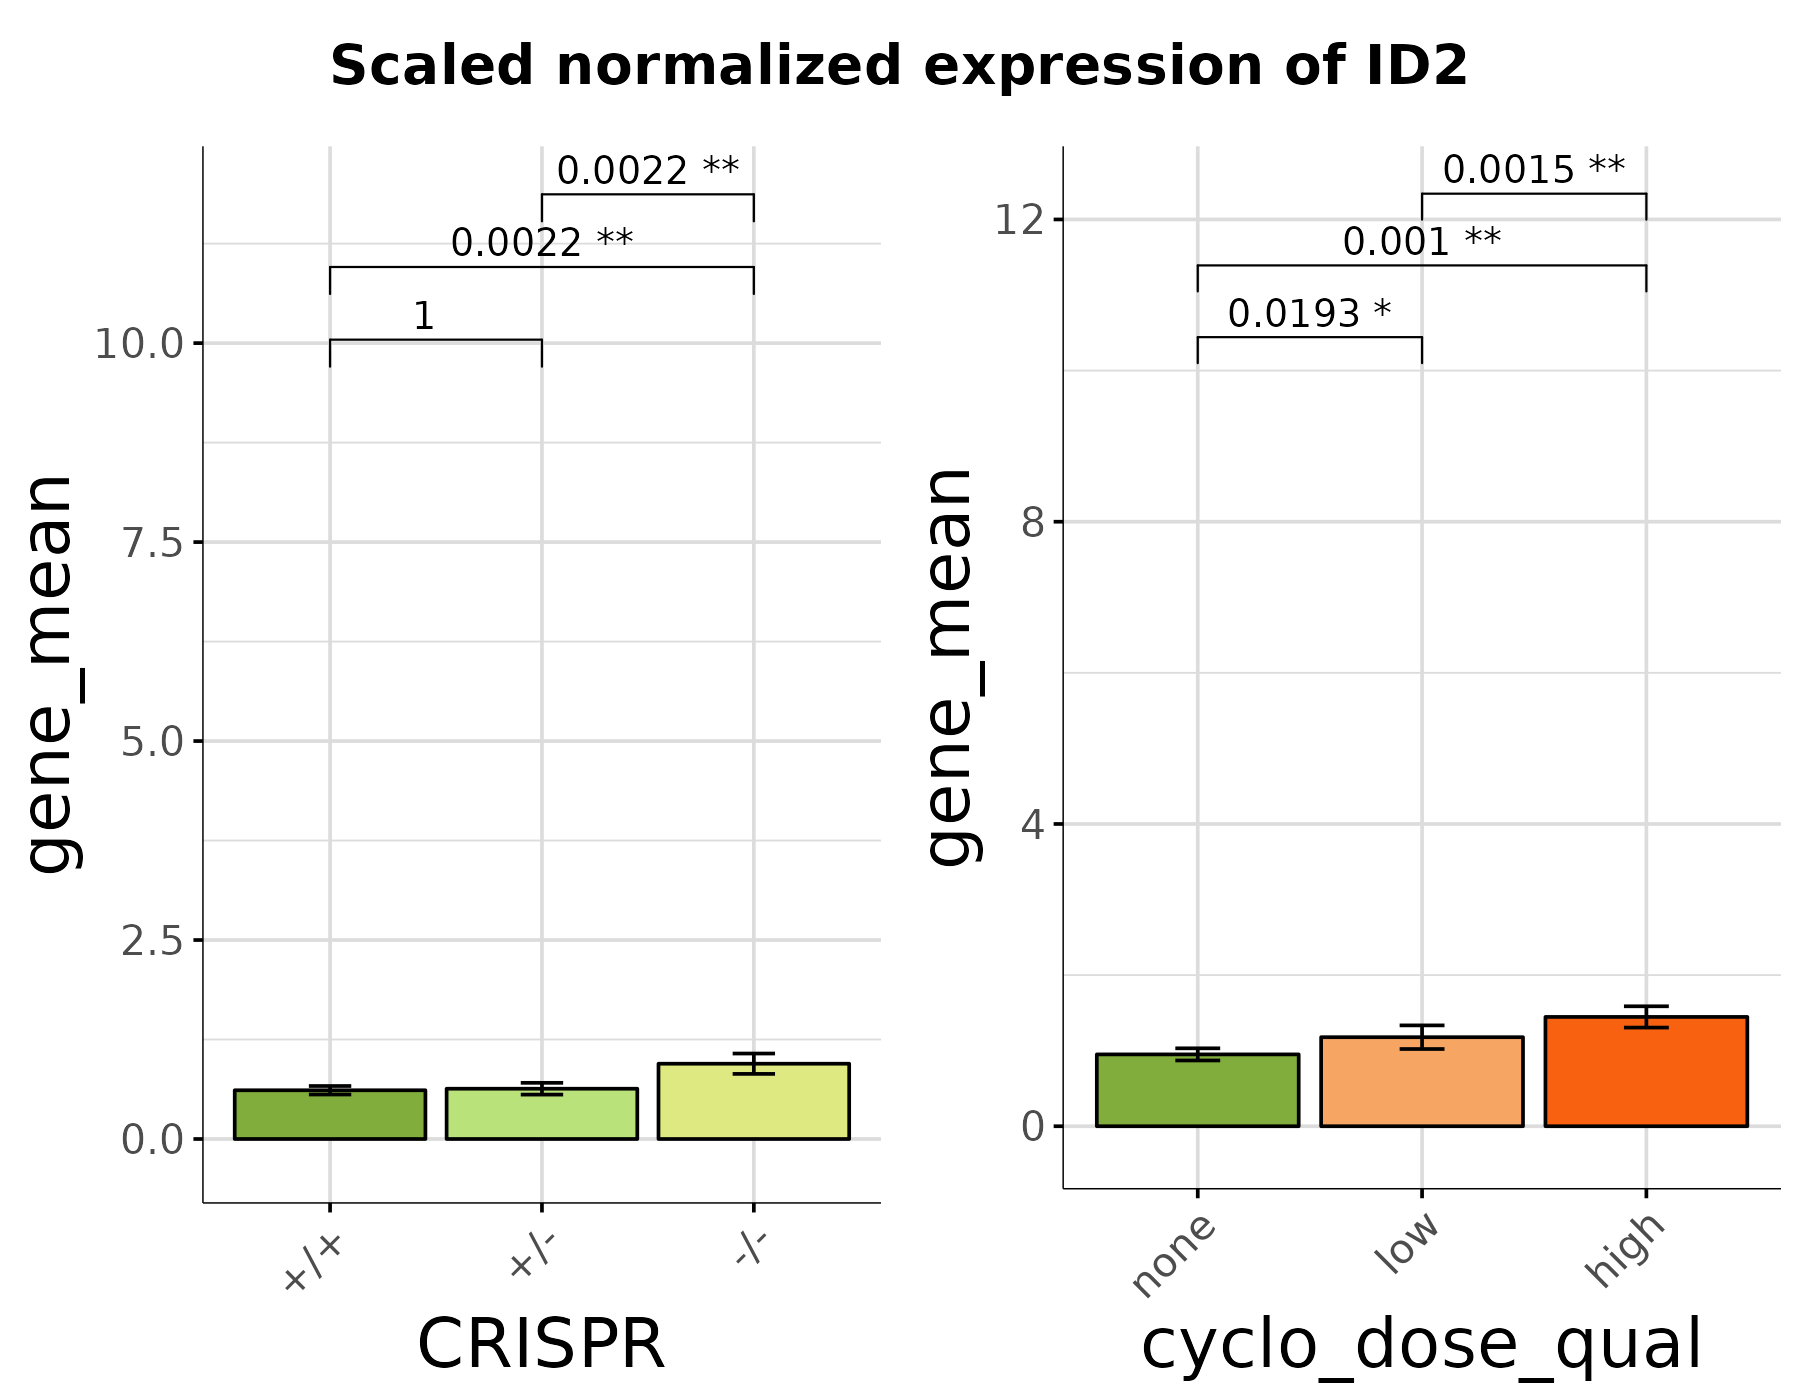 Scaled normalized expression of ID2
gene_mean
10.0
7.5
5.0
2.5
0.0
0.0022 **
0.0022 **
1
+/+
+/-
-/-
CRISPR
gene_mean
12
8
4
0
0.0015 **
0.001 **
0.0193 *
none
low
high
cyclo_dose_qual